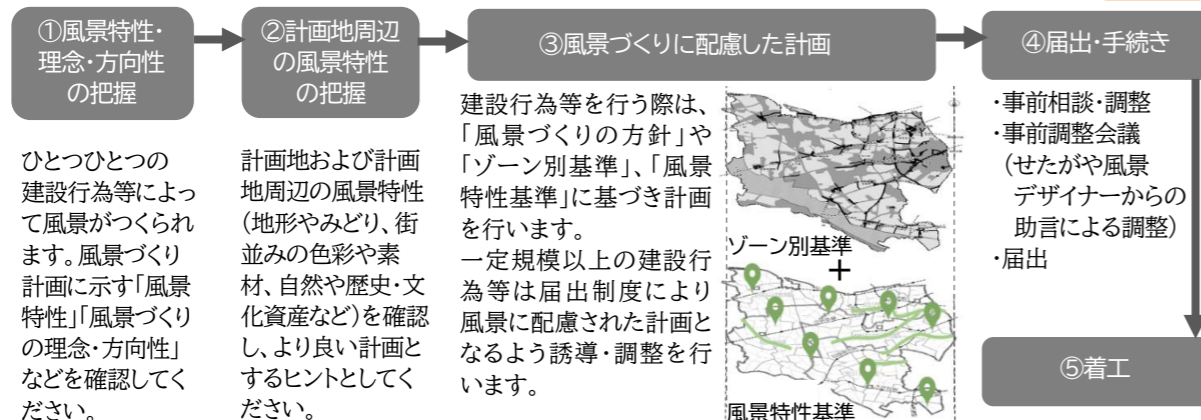 ①風景特性・
理念・方向性
の把握
ひとつひとつの
建設行為等によっ
て風景がつくられ
ます。風景づくり
計画に示す「風景
特性」「風景づくり
の理念・方向性」
などを確認してく
ださい。
②計画地周辺
の風景特性
の把握
計画地および計画
地周辺の風景特性
（地形やみどり、街
並みの色彩や素
材、自然や歴史・文
化資産など）を確認
し、より良い計画と
するヒントとしてく
ださい。
③風景づくりに配慮した計画
建設行為等を行う際は、
「風景づくりの方針」や
「ゾーン別基準」、「風景
特性基準」に基づき計画
を行います。
一定規模以上の建設行
為等は届出制度により
風景に配慮された計画と
なるよう誘導・調整を行
います。
ゾーン別基準
＋
風景特性基準
④届出・手続き
・事前相談・調整
・事前調整会議
（せたがや風景
デザイナーからの
助言による調整）
・届出
⑤着工